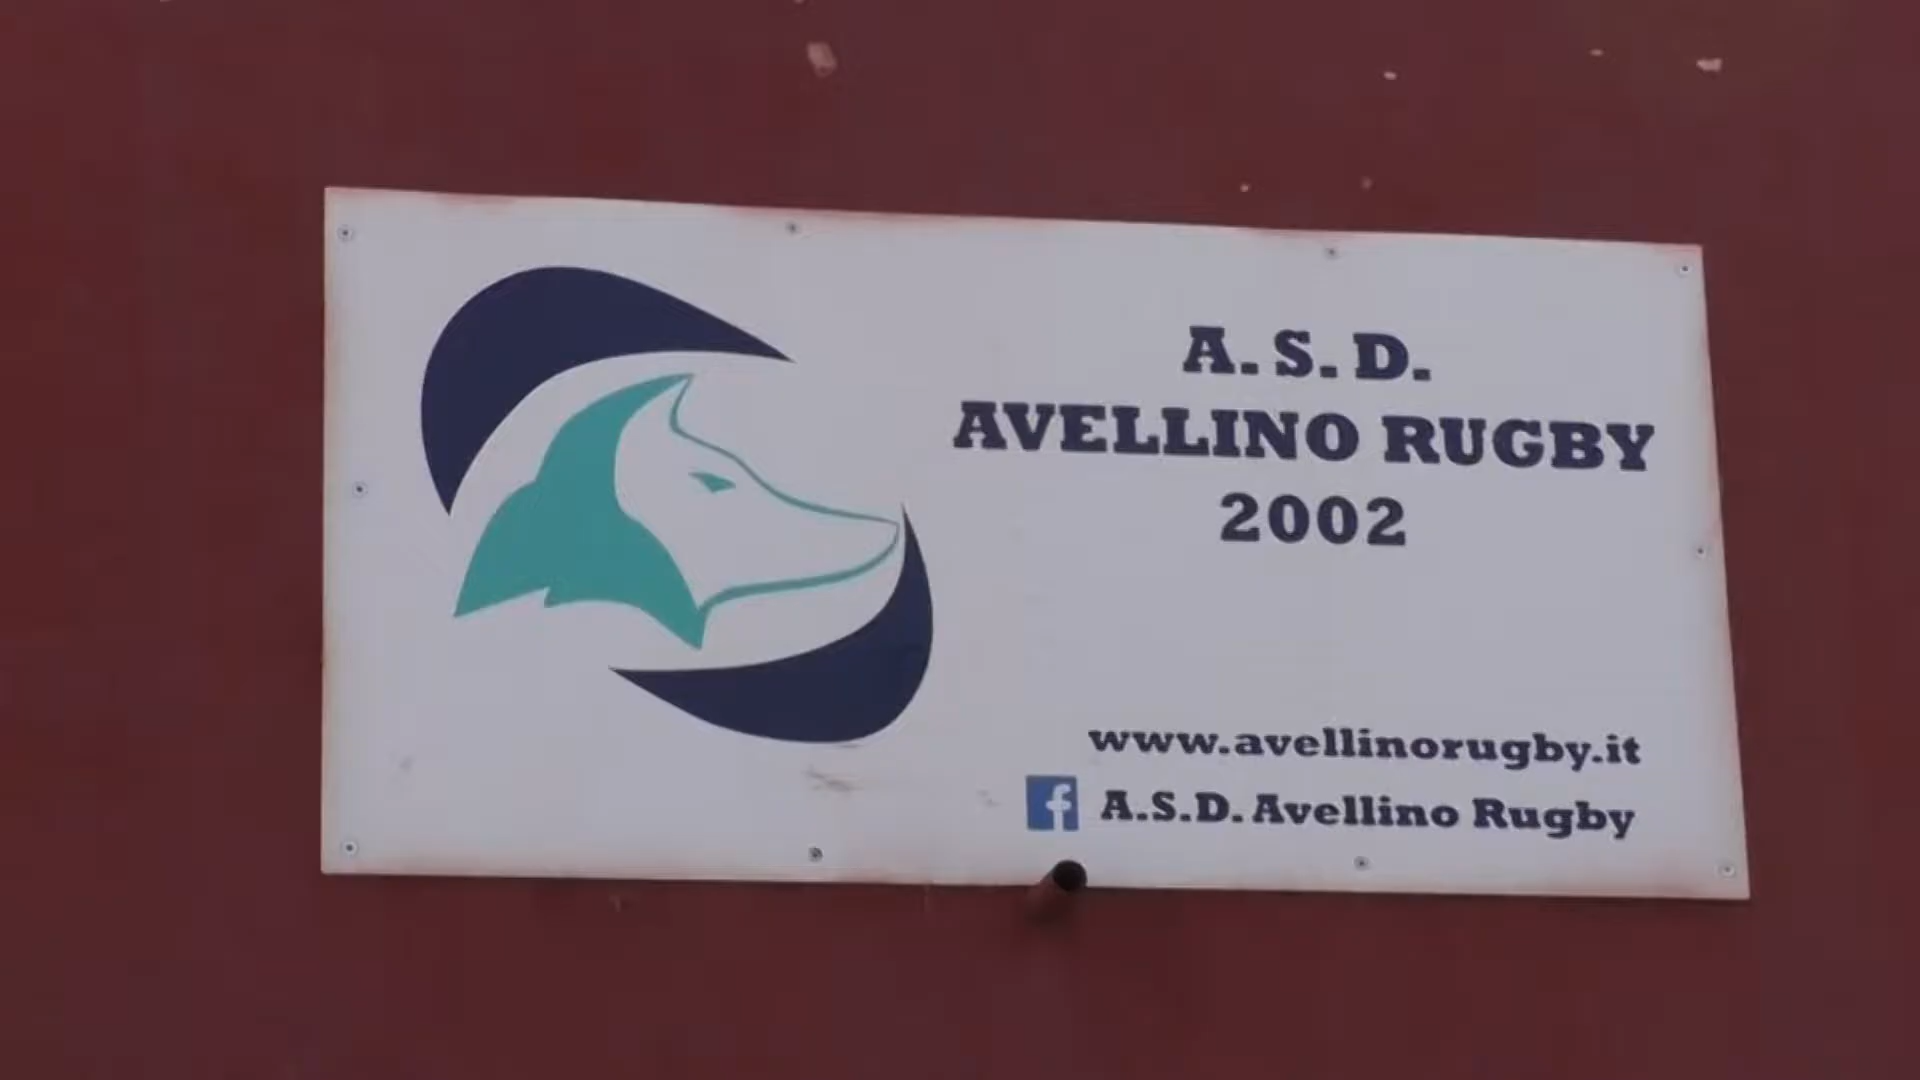 A. S. D.
AVELLINO RUGBY
2002
www.avellinorugby.it
f A.S.D. Avellino Rugby